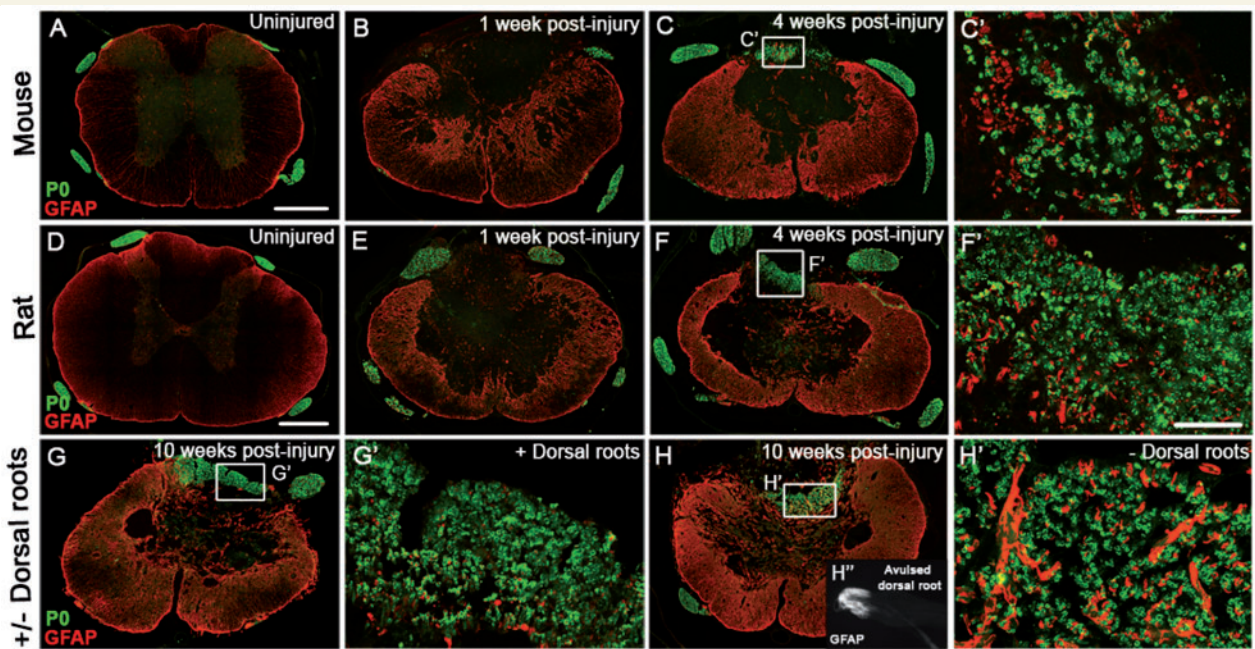 Mouse
A
Uninjured
P0
GFAP
B
1 week post-injury
C
4 weeks post-injury
C'
C'
Rat
D
Uninjured
P0
GFAP
E
1 week post-injury
F
4 weeks post-injury
F'
F'
+/- Dorsal roots
G
10 weeks post-injury
G'
P0
GFAP
G'
+ Dorsal roots
H
10 weeks post-injury
H'
H''
Avulsed
dorsal root
GFAP
H'
- Dorsal roots